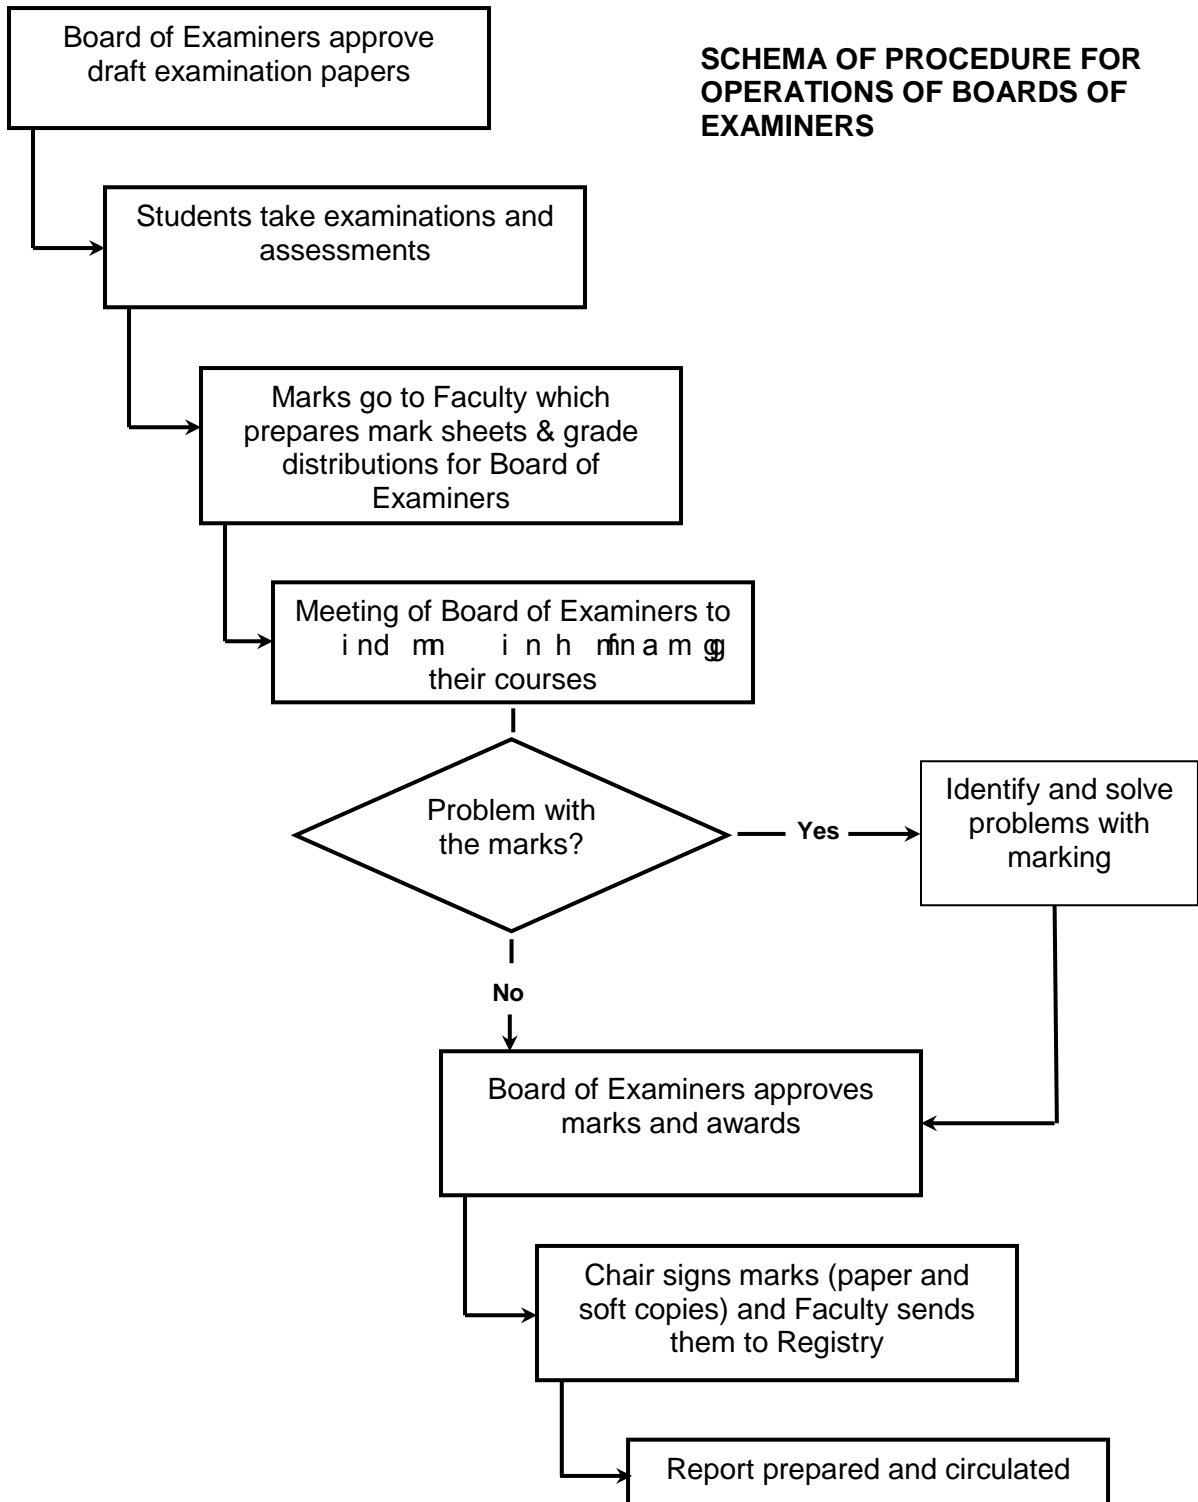 Board of Examiners approve
draft examination papers
SCHEMA OF PROCEDURE FOR
OPERATIONS OF BOARDS OF
EXAMINERS
Students take examinations and
assessments
Marks go to Faculty which
prepares mark sheets & grade
distributions for Board of
Examiners
Meeting of Board of Examiners to
their courses
Problem with
the marks?
Yes
Identify and solve
problems with
marking
No
Board of Examiners approves
marks and awards
Chair signs marks (paper and
soft copies) and Faculty sends
them to Registry
Report prepared and circulated